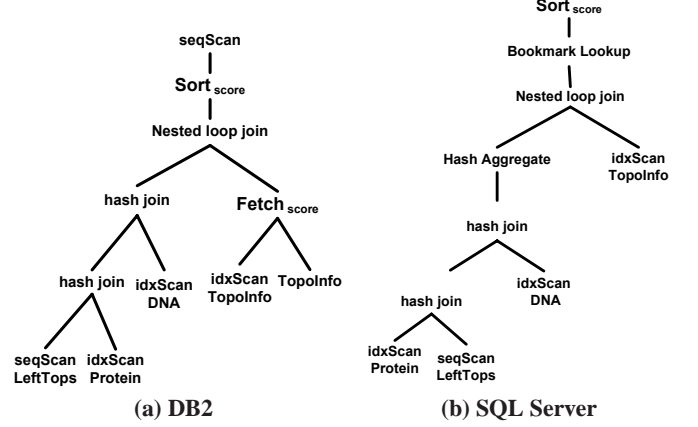 seqScan
Sort score
Nested loop join
hash join
Fetch score
hash join
idxScan
DNA
idxScan
TopoInfo
TopoInfo
seqScan
LeftTops
idxScan
Protein
(a) DB2
Sort score
Bookmark Lookup
Nested loop join
Hash Aggregate
idxScan
TopoInfo
hash join
hash join
idxScan
DNA
idxScan
Protein
seqScan
LeftTops
(b) SQL Server